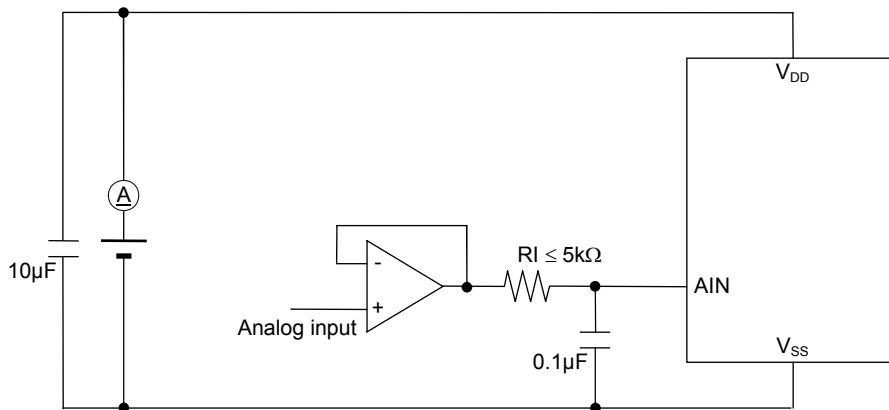 V_DD
A
10µF
-
RI ≤ 5kΩ
AIN
+
Analog input
V_SS
0.1µF